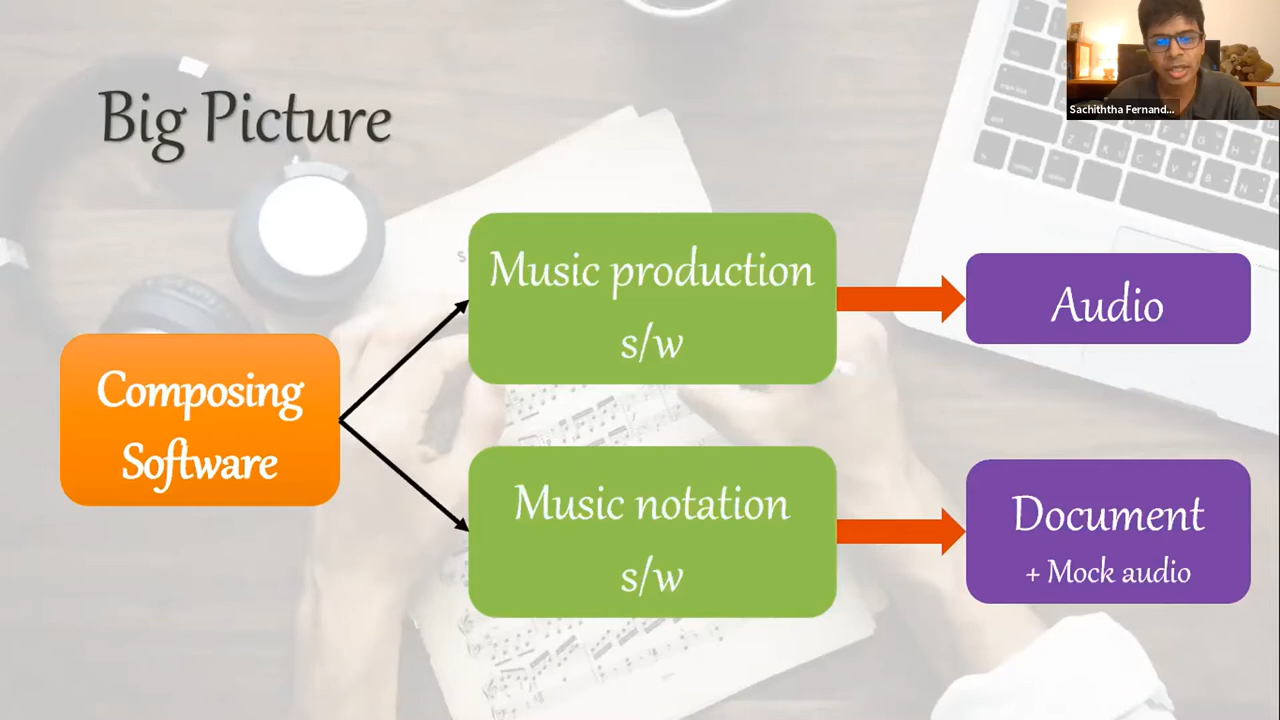 Big Picture
Sachiththa Fernand...
Music production
s/w
Audio
Composing
Software
Music notation
s/w
Document
+ Mock audio